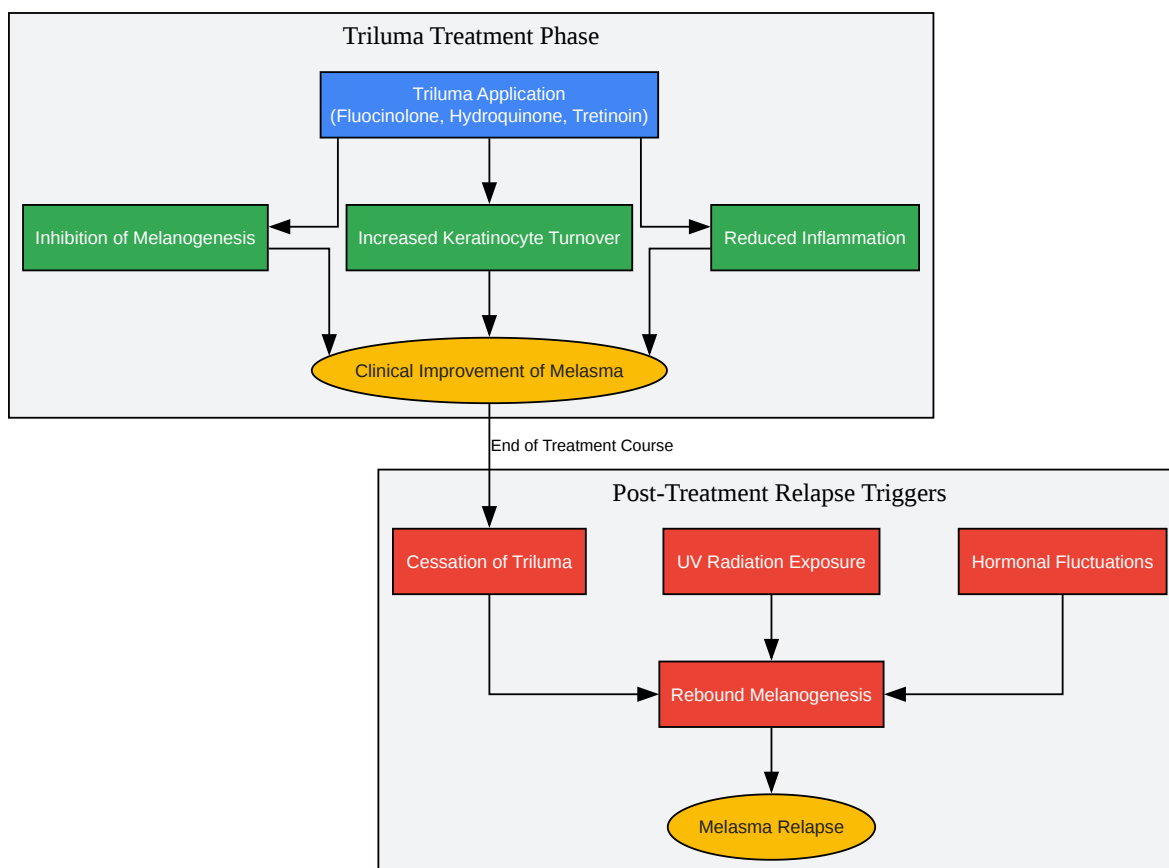 Triluma Treatment Phase
Triluma Application
(Fluocinolone, Hydroquinone, Tretinoin)
Inhibition of Melanogenesis
Increased Keratinocyte Turnover
Reduced Inflammation
Clinical Improvement of Melasma
End of Treatment Course
Post-Treatment Relapse Triggers
Cessation of Triluma
UV Radiation Exposure
Hormonal Fluctuations
Rebound Melanogenesis
Melasma Relapse